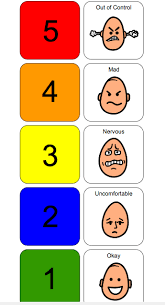 5
Out of Control
4
Mad
3
Nervous
2
Uncomfortable
1
Okay